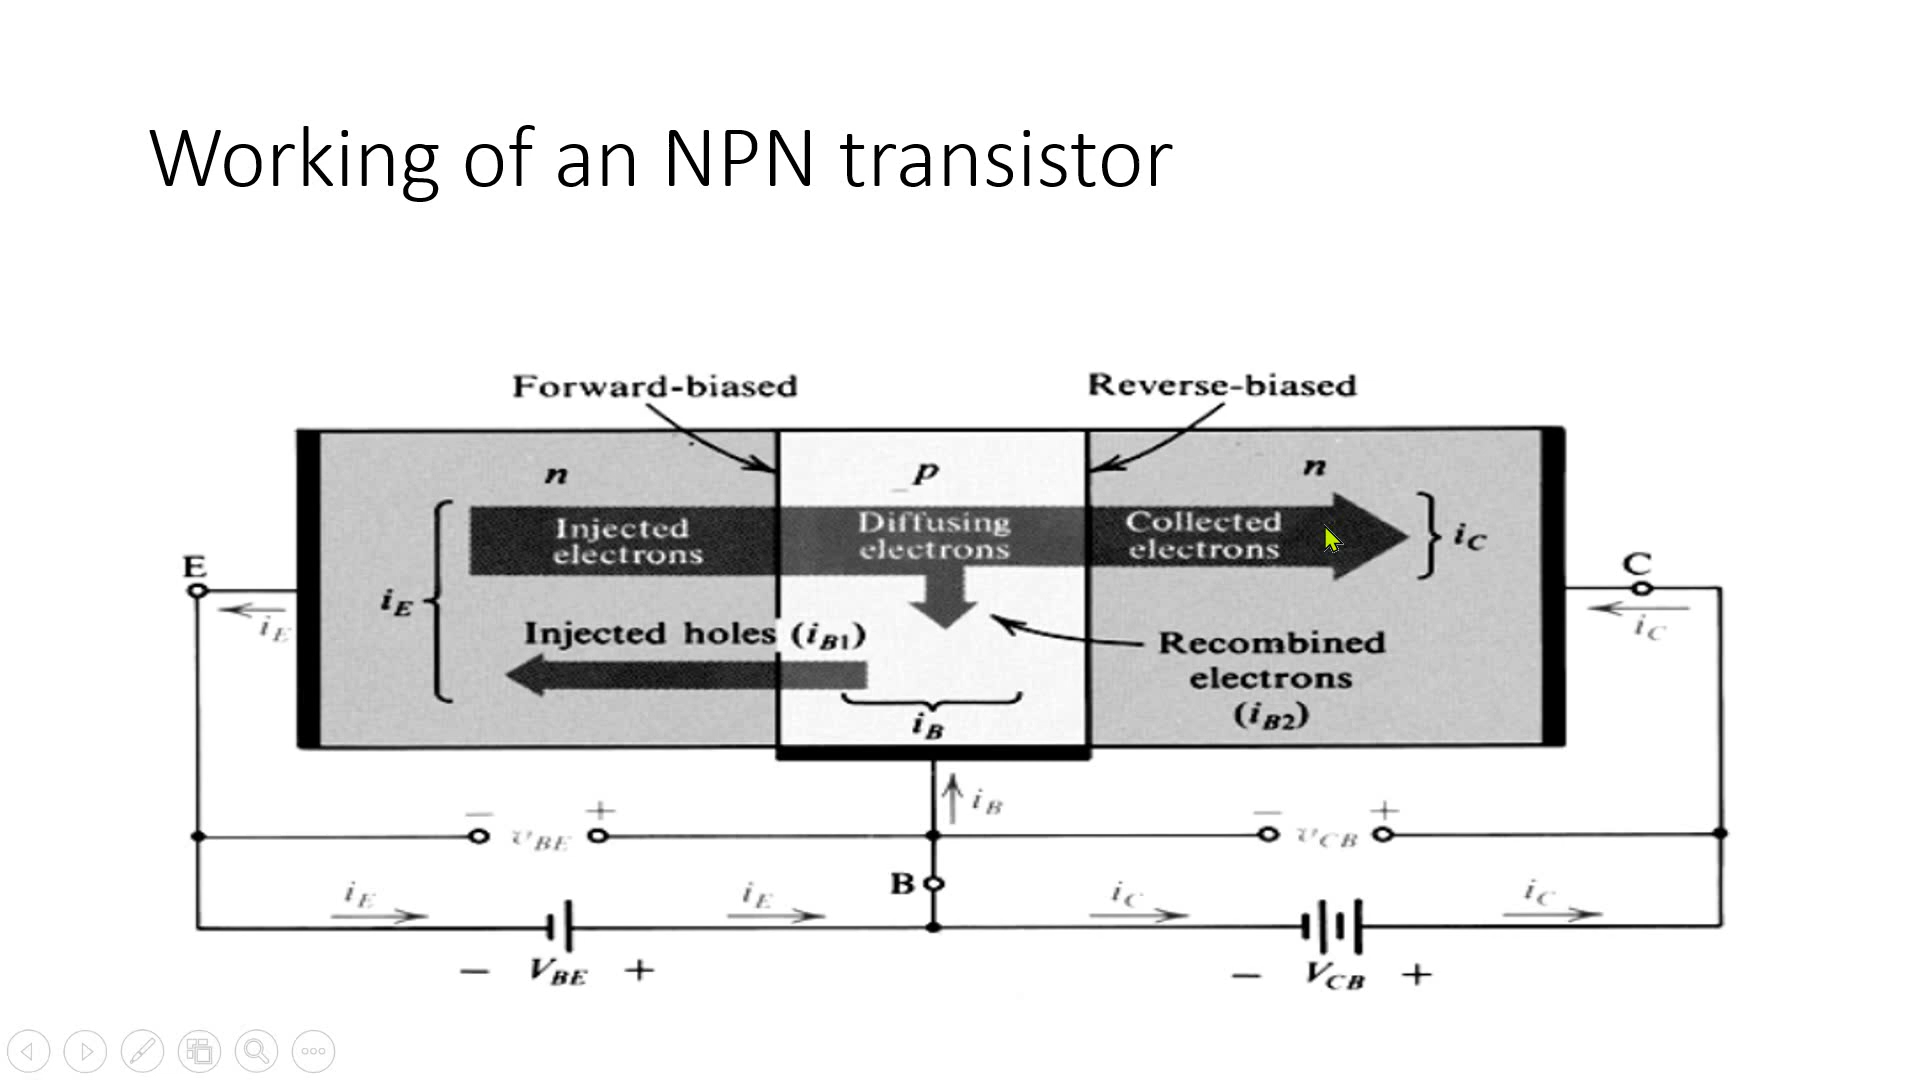 Working of an NPN transistor
Forward-biased
Reverse-biased
n
p
n
Injected
electrons
Diffusing
electrons
Collected
electrons
iC
E
C
iE
iE
iC
Injected holes (iB1)
Recombined
electrons
(iB2)
iB
iB
− vBE +
− vCB +
B
iE
iE
iC
iC
− VBE +
− VCB +